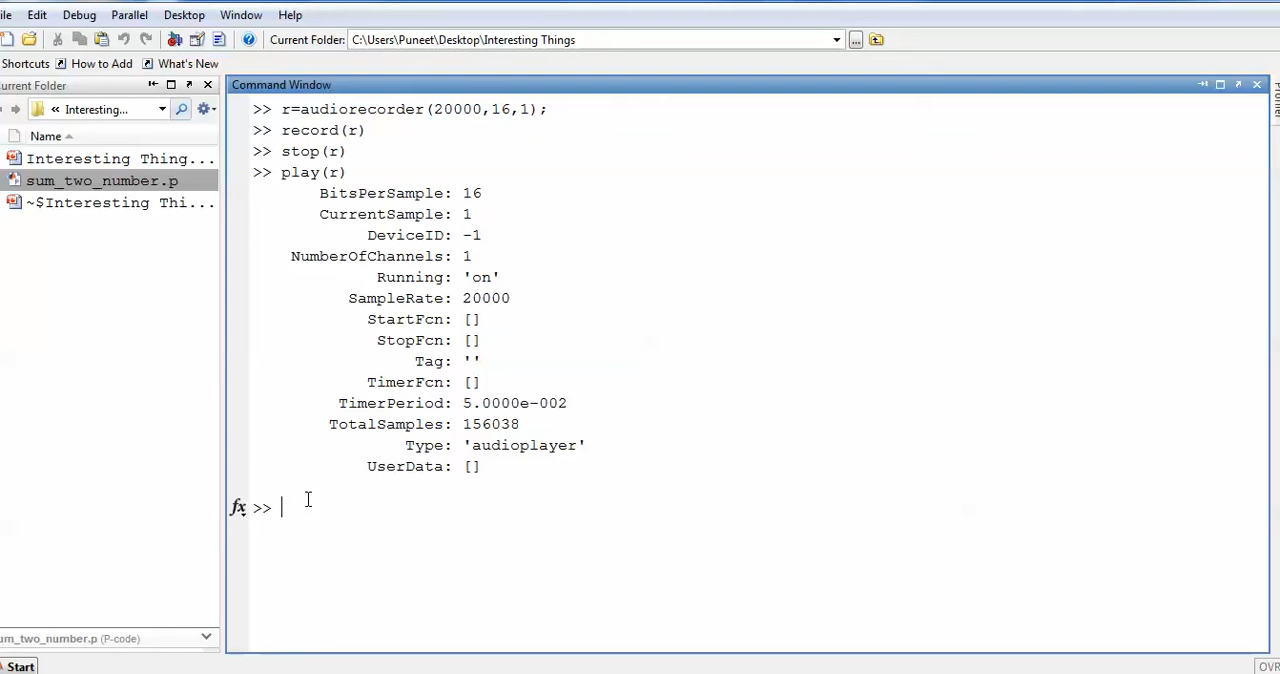 ile Edit Debug Parallel Desktop Window Help
Current Folder: C:\Users\Puneet\Desktop\Interesting Things ...
Shortcuts How to Add What's New
urrent Folder
« Interesting...
Name
Interesting Thing...
sum_two_number.p
~$Interesting Thi...
um_two_number.p (P-code)
Start
Command Window
>> r=audiorecorder(20000,16,1);
>> record(r)
>> stop(r)
>> play(r)
BitsPerSample: 16
CurrentSample: 1
DeviceID: -1
NumberOfChannels: 1
Running: 'on'
SampleRate: 20000
StartFcn: []
StopFcn: []
Tag: ''
TimerFcn: []
TimerPeriod: 5.0000e-002
TotalSamples: 156038
Type: 'audioplayer'
UserData: []
fx >>
OVR